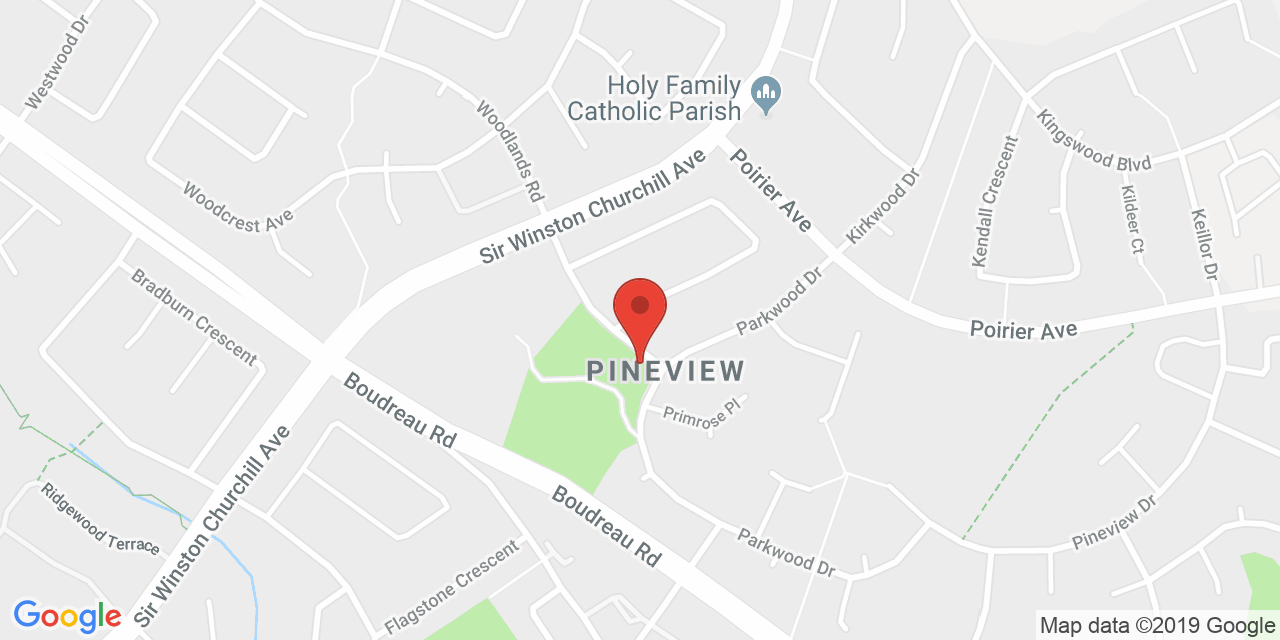 Westwood Dr
Holy Family
Catholic Parish
Woodlands Rd
Kingswood Blvd
Poirier Ave
Kendall Crescent
Sir Winston Churchill Ave
Kirkwood Dr
Kildeer Ct
Woodcrest Ave
Keillor Dr
Bradburn Crescent
Parkwood Dr
Poirier Ave
PINEVIEW
Boudreau Rd
Primrose Pl
Sir Winston Churchill Ave
Ridgewood Terrace
Boudreau Rd
Pineview Dr
Parkwood Dr
Flagstone Crescent
Google
Map data ©2019 Google